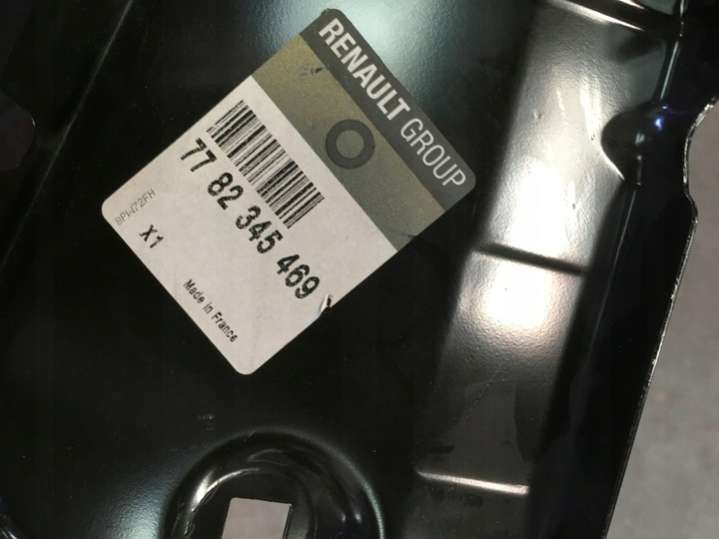 RENAULT GROUP
77 82 345 469
X1
Made in France